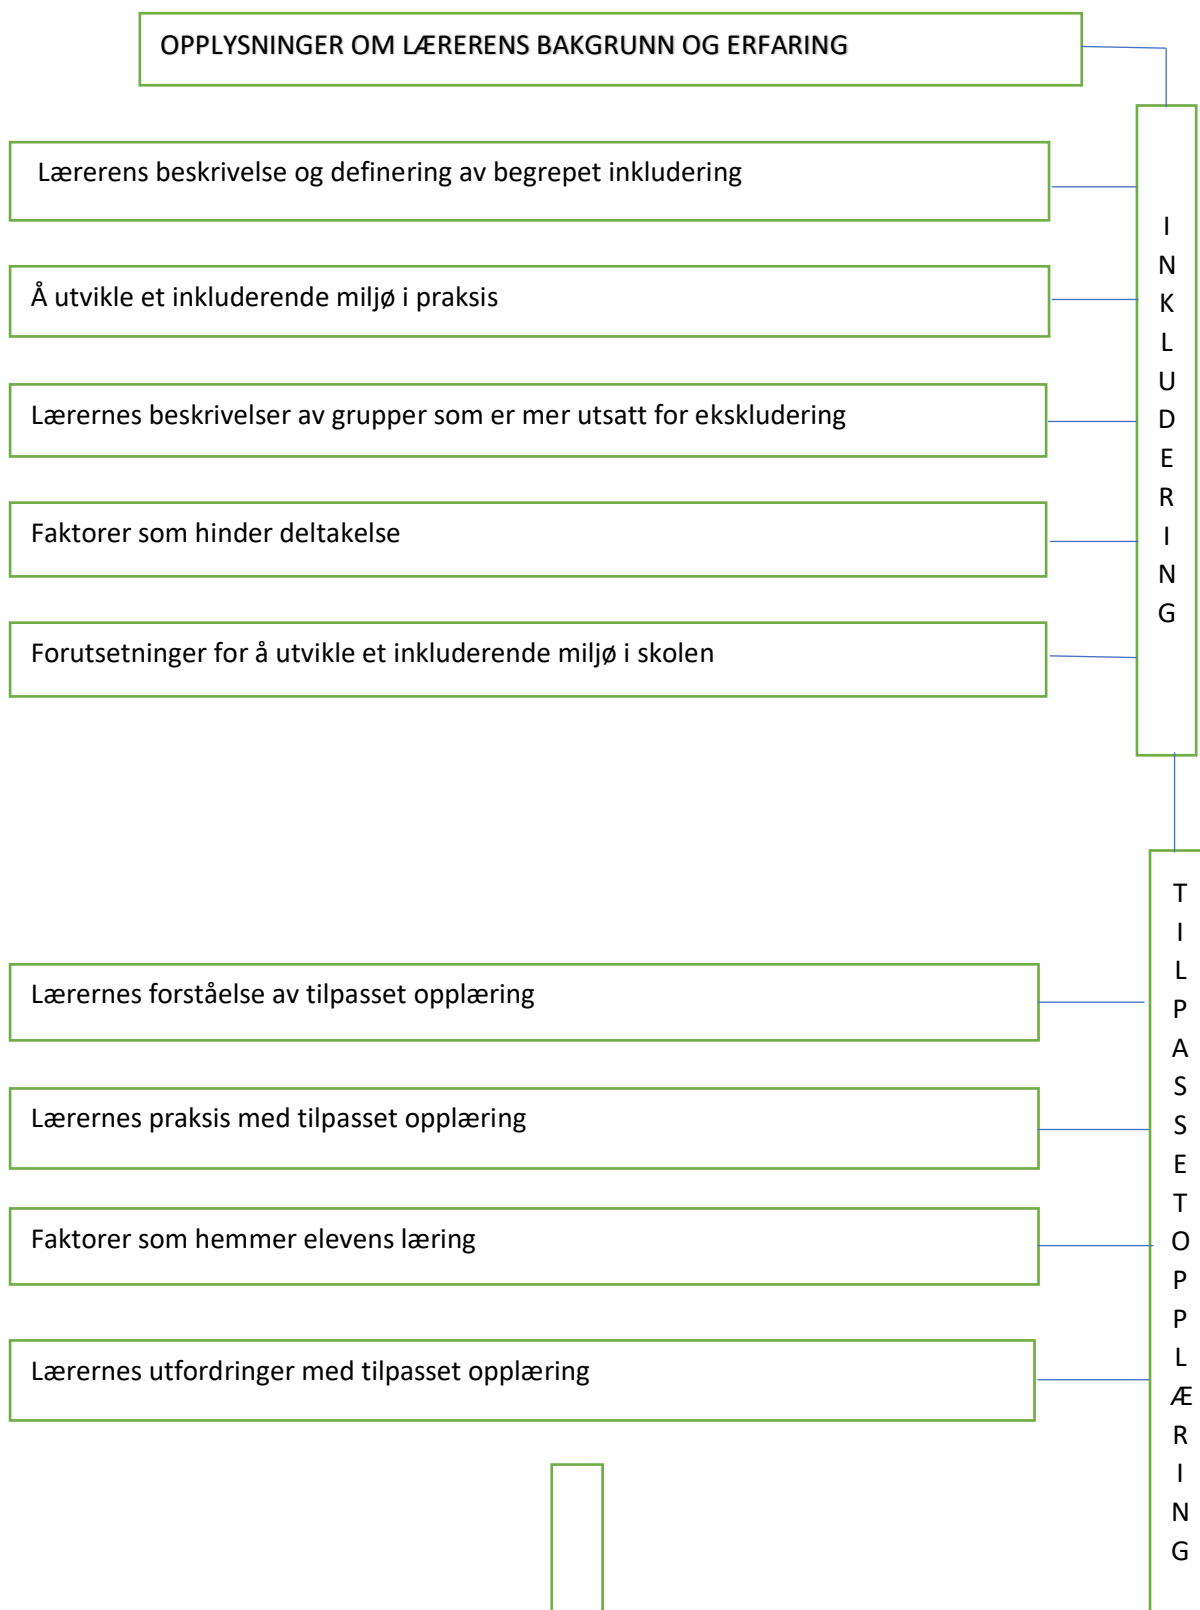 OPPLYSNINGER OM LÆRERENS BAKGRUNN OG ERFARING
Lærerens beskrivelse og definering av begrepet inkludering
Å utvikle et inkluderende miljø i praksis
Lærernes beskrivelser av grupper som er mer utsatt for ekskludering
Faktorer som hinder deltakelse
Forutsetninger for å utvikle et inkluderende miljø i skolen
INKLUDERING
Lærernes forståelse av tilpasset opplæring
Lærernes praksis med tilpasset opplæring
Faktorer som hemmer elevens læring
Lærernes utfordringer med tilpasset opplæring
TILPASSETOPPLÆRING